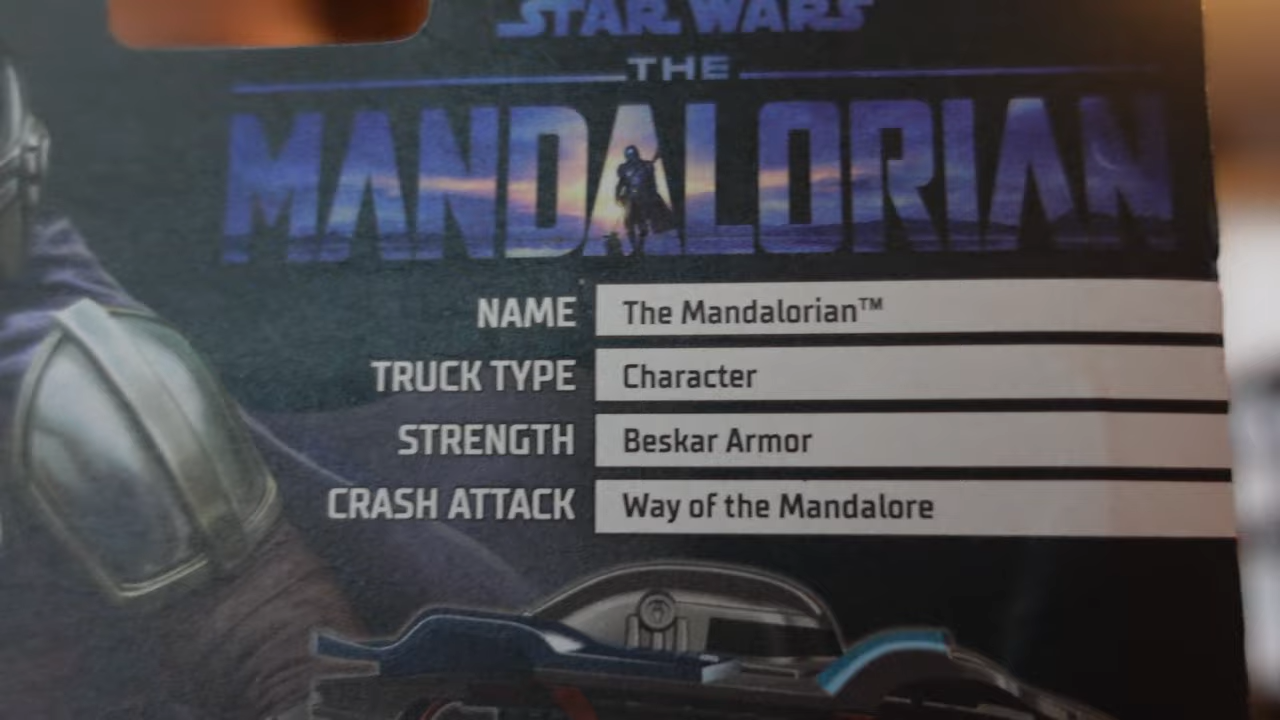 STAR WARS
THE
MANDALORIAN
NAME The Mandalorian™
TRUCK TYPE Character
STRENGTH Beskar Armor
CRASH ATTACK Way of the Mandalore